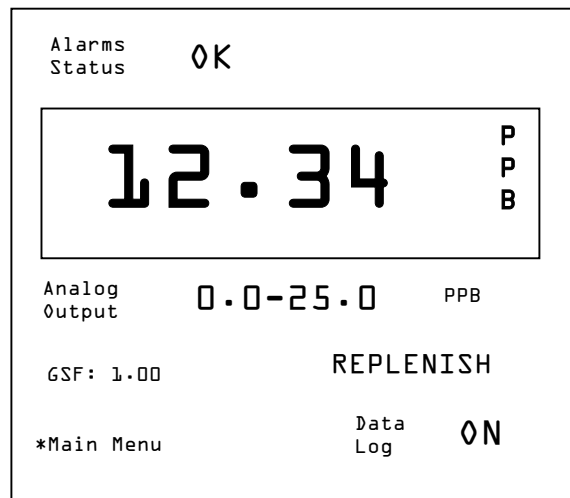 Alarms
Status OK
12.34 PPB
Analog
Output 0.0-25.0 PPB
GSF: 1.00 REPLENISH
*Main Menu Data
Log ON